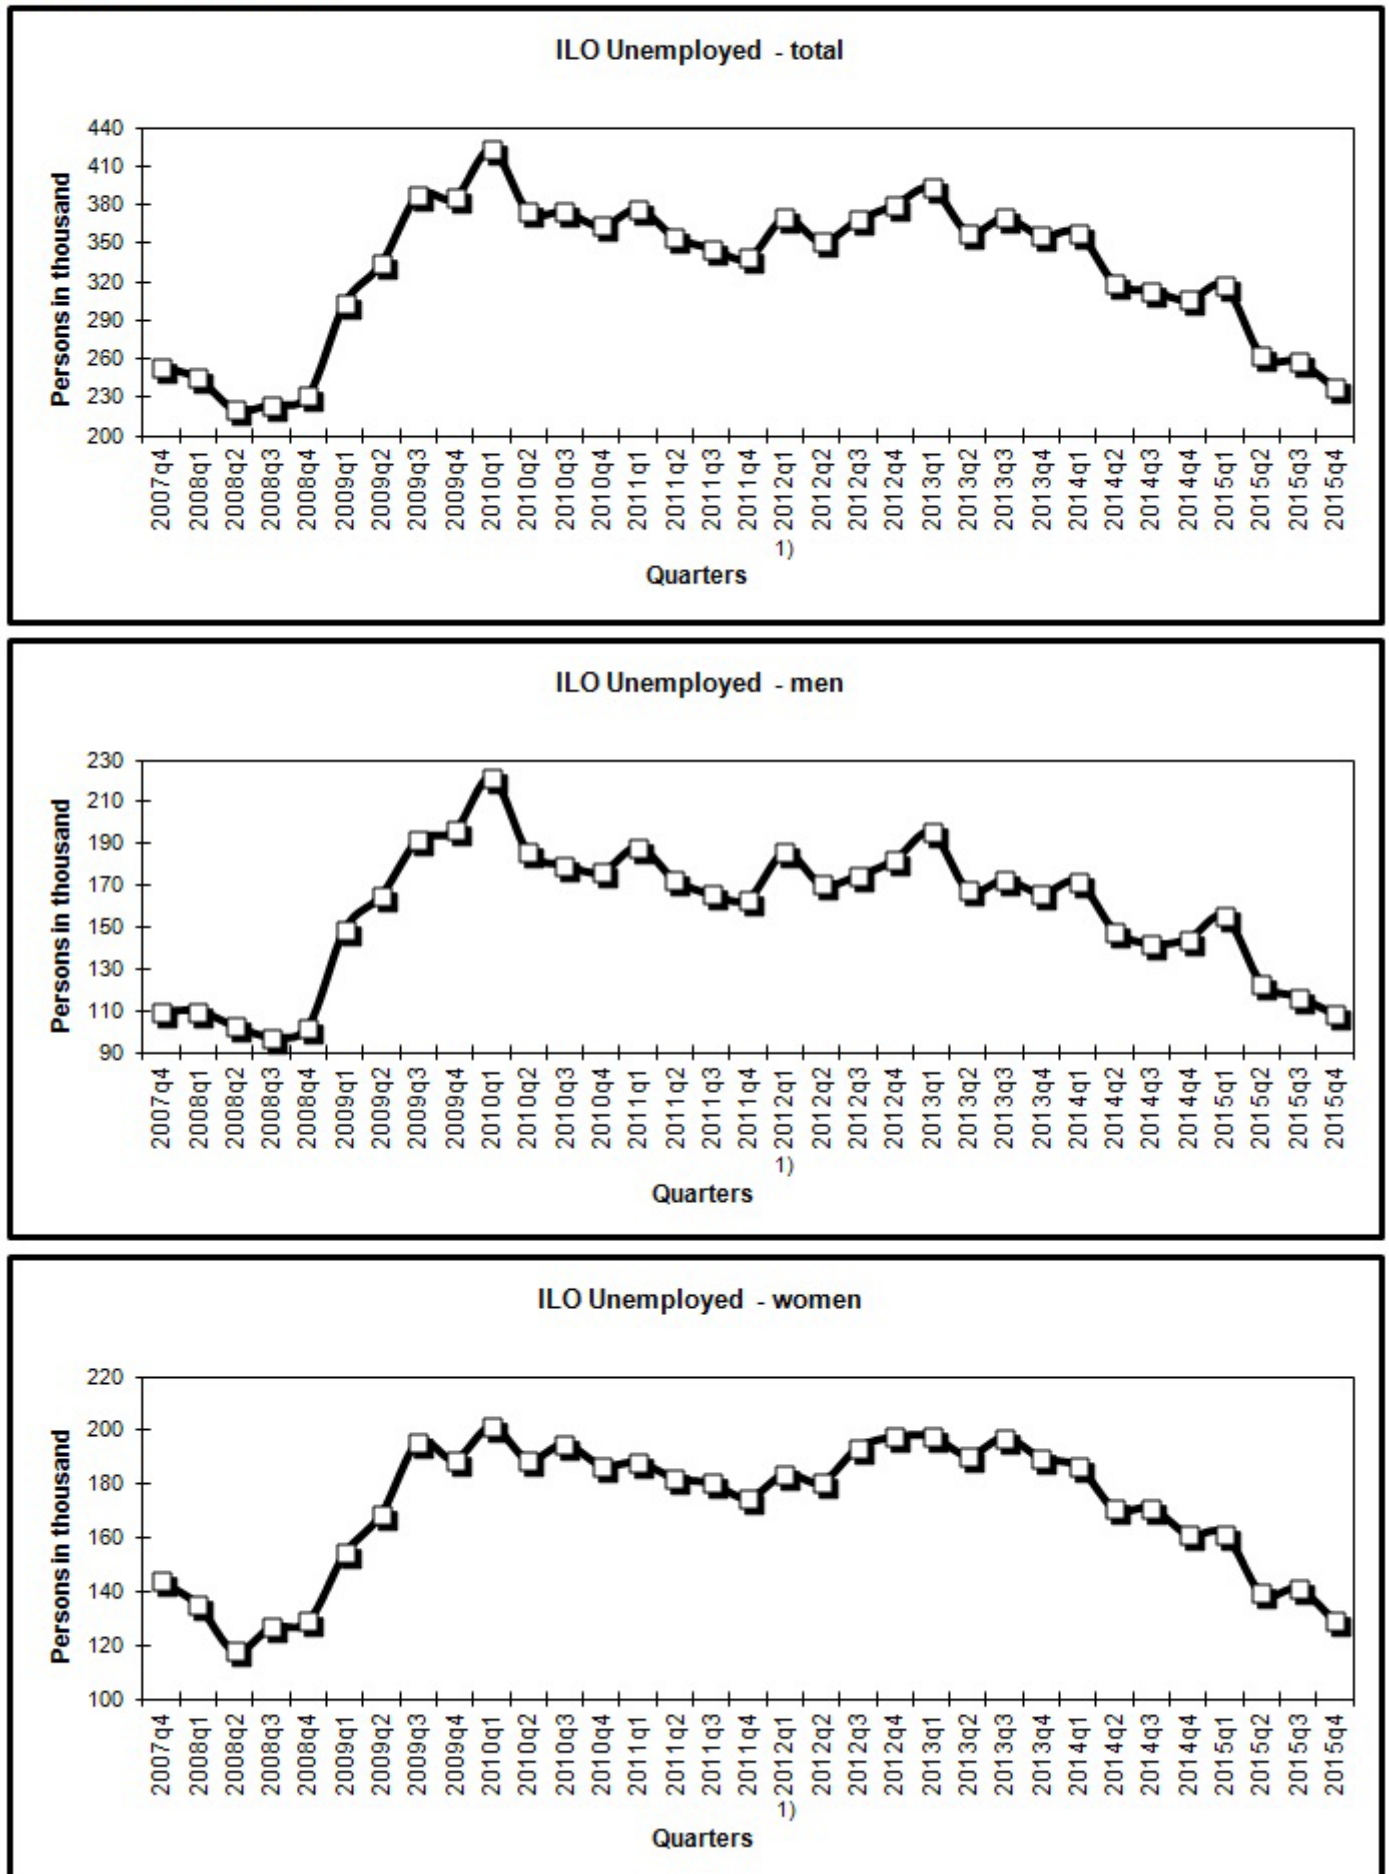 ILO Unemployed - total
Persons in thousand
440
410
380
350
320
290
260
230
200
2007q4
2008q1
2008q2
2008q3
2008q4
2009q1
2009q2
2009q3
2009q4
2010q1
2010q2
2010q3
2010q4
2011q1
2011q2
2011q3
2011q4
2012q1
1)
2012q2
2012q3
2012q4
2013q1
2013q2
2013q3
2013q4
2014q1
2014q2
2014q3
2014q4
2015q1
2015q2
2015q3
2015q4
Quarters
ILO Unemployed - men
Persons in thousand
230
210
190
170
150
130
110
90
2007q4
2008q1
2008q2
2008q3
2008q4
2009q1
2009q2
2009q3
2009q4
2010q1
2010q2
2010q3
2010q4
2011q1
2011q2
2011q3
2011q4
2012q1
1)
2012q2
2012q3
2012q4
2013q1
2013q2
2013q3
2013q4
2014q1
2014q2
2014q3
2014q4
2015q1
2015q2
2015q3
2015q4
Quarters
ILO Unemployed - women
Persons in thousand
220
200
180
160
140
120
100
2007q4
2008q1
2008q2
2008q3
2008q4
2009q1
2009q2
2009q3
2009q4
2010q1
2010q2
2010q3
2010q4
2011q1
2011q2
2011q3
2011q4
2012q1
1)
2012q2
2012q3
2012q4
2013q1
2013q2
2013q3
2013q4
2014q1
2014q2
2014q3
2014q4
2015q1
2015q2
2015q3
2015q4
Quarters